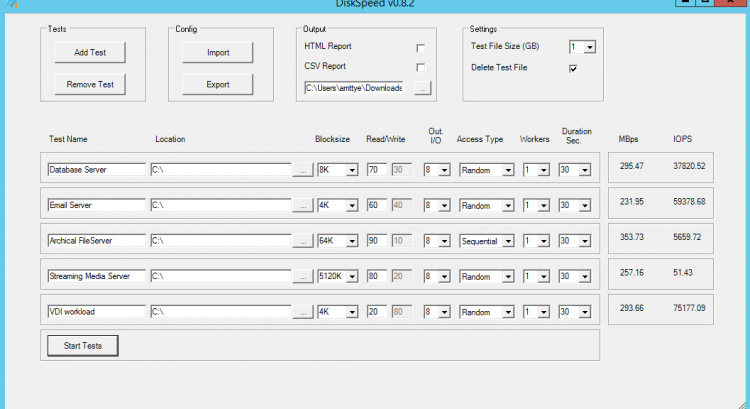 DiskSpeed v0.8.2
Tests Config Output Settings
Add Test Import HTML Report Test File Size (GB) 1
CSV Report Delete Test File
Remove Test Export C:\Users\amttye\Downloads ...
Test Name Location Blocksize Read/Write Out. I/O Access Type Workers Duration Sec. MBps IOPS
Database Server C:\ ... 8K 70 30 8 Random 1 30 295.47 37820.52
Email Server C:\ ... 4K 60 40 8 Random 1 30 231.95 59378.68
Archical FileServer C:\ ... 64K 90 10 8 Sequential 1 30 353.73 5659.72
Streaming Media Server C:\ ... 5120K 80 20 8 Random 1 30 257.16 51.43
VDI workload C:\ ... 4K 20 80 8 Random 1 30 293.66 75177.09
Start Tests